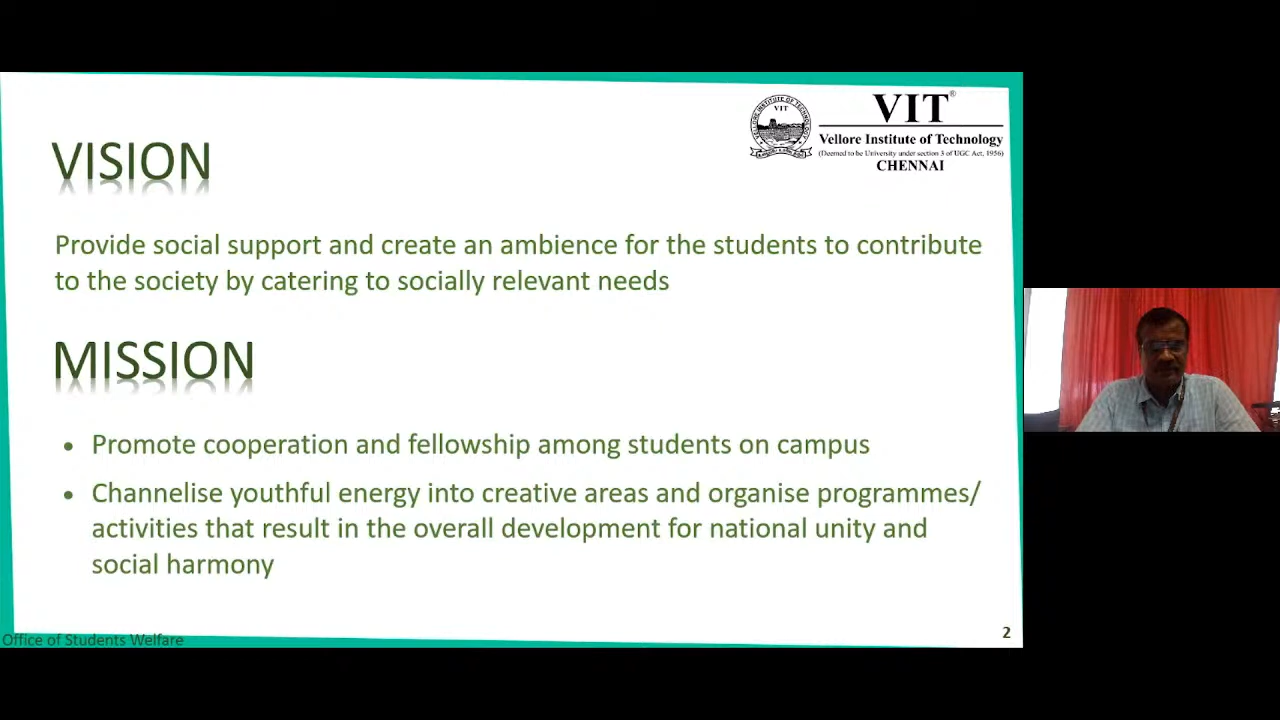 VIT®
Vellore Institute of Technology
(Deemed to be University under section 3 of UGC Act, 1956)
CHENNAI
VISION
Provide social support and create an ambience for the students to contribute
to the society by catering to socially relevant needs
MISSION
• Promote cooperation and fellowship among students on campus
• Channelise youthful energy into creative areas and organise programmes/
activities that result in the overall development for national unity and
social harmony
Office of Students Welfare
2